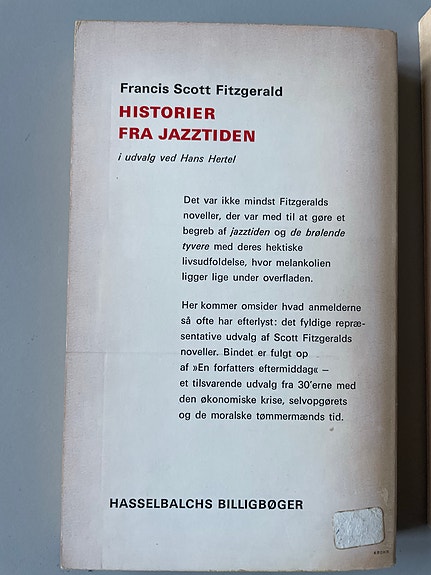 Francis Scott Fitzgerald
HISTORIER
FRA JAZZTIDEN
i udvalg ved Hans Hertel
Det var ikke mindst Fitzgeralds
noveller, der var med til at gøre et
begreb af jazztiden og de brølende
tyvere med deres hektiske
livsudfoldelse, hvor melankolien
ligger lige under overfladen.
Her kommer omsider hvad anmelderne
så ofte har efterlyst: det fyldige repræ-
sentative udvalg af Scott Fitzgeralds
noveller. Bindet er fulgt op
af »En forfatters eftermiddag« –
et tilsvarende udvalg fra 30'erne med
den økonomiske krise, selvopgørets
og de moralske tømmermænds tid.
HASSELBALCHS BILLIGBØGER